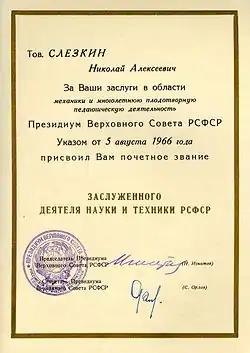 Тов. СЛЕЗКИН
Николай Алексеевич
За Ваши заслуги в области
механики и многолетнюю плодотворную
педагогическую деятельность
Президиум Верховного Совета РСФСР
Указом от 5 августа 1966 года
присвоил Вам почетное звание
ЗАСЛУЖЕННОГО
ДЕЯТЕЛЯ НАУКИ И ТЕХНИКИ РСФСР
Председатель Президиума
Верховного Совета РСФСР
(Н. Игнатов)
Секретарь Президиума
Верховного Совета РСФСР
(С. Орлов)